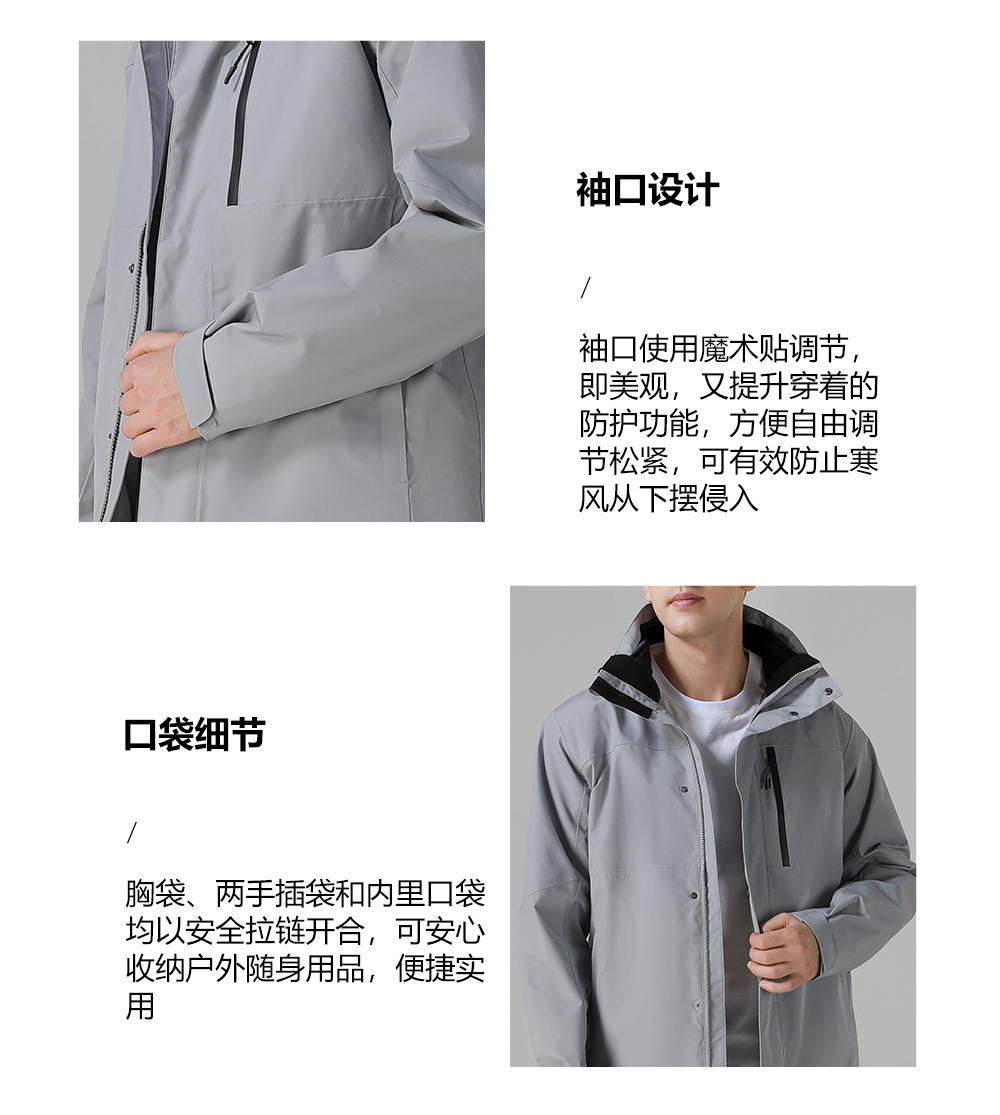 袖口设计
/
袖口使用魔术贴调节，
即美观，又提升穿着的
防护功能，方便自由调
节松紧，可有效防止寒
风从下摆侵入
口袋细节
/
胸袋、两手插袋和内里口袋
均以安全拉链开合，可安心
收纳户外随身用品，便捷实
用